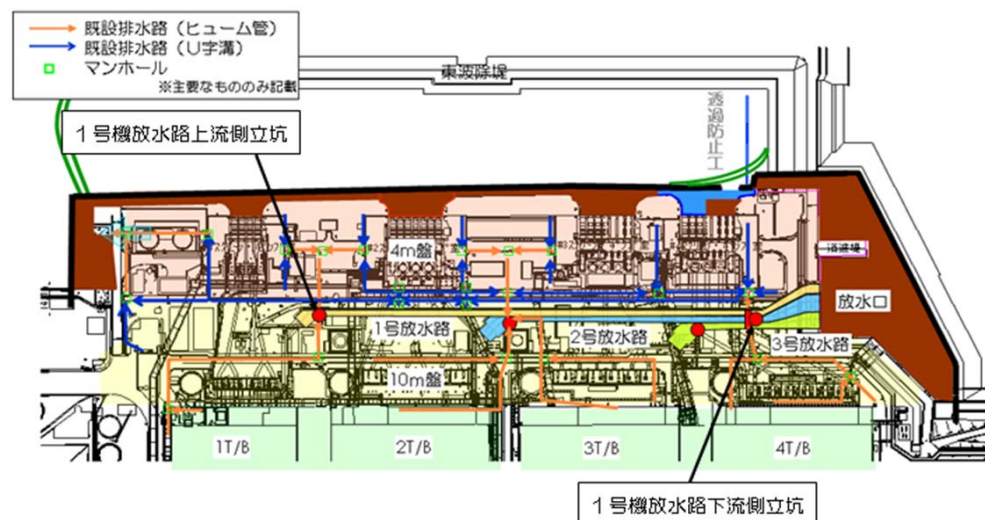 既設排水路（ヒューム管）
既設排水路（U字溝）
マンホール
※主要なもののみ記載
東波除堤
透過防止工
1号機放水路上流側立坑
4m盤
消波堤
放水口
1号放水路
2号放水路
3号放水路
10m盤
1T/B
2T/B
3T/B
4T/B
1号機放水路下流側立坑